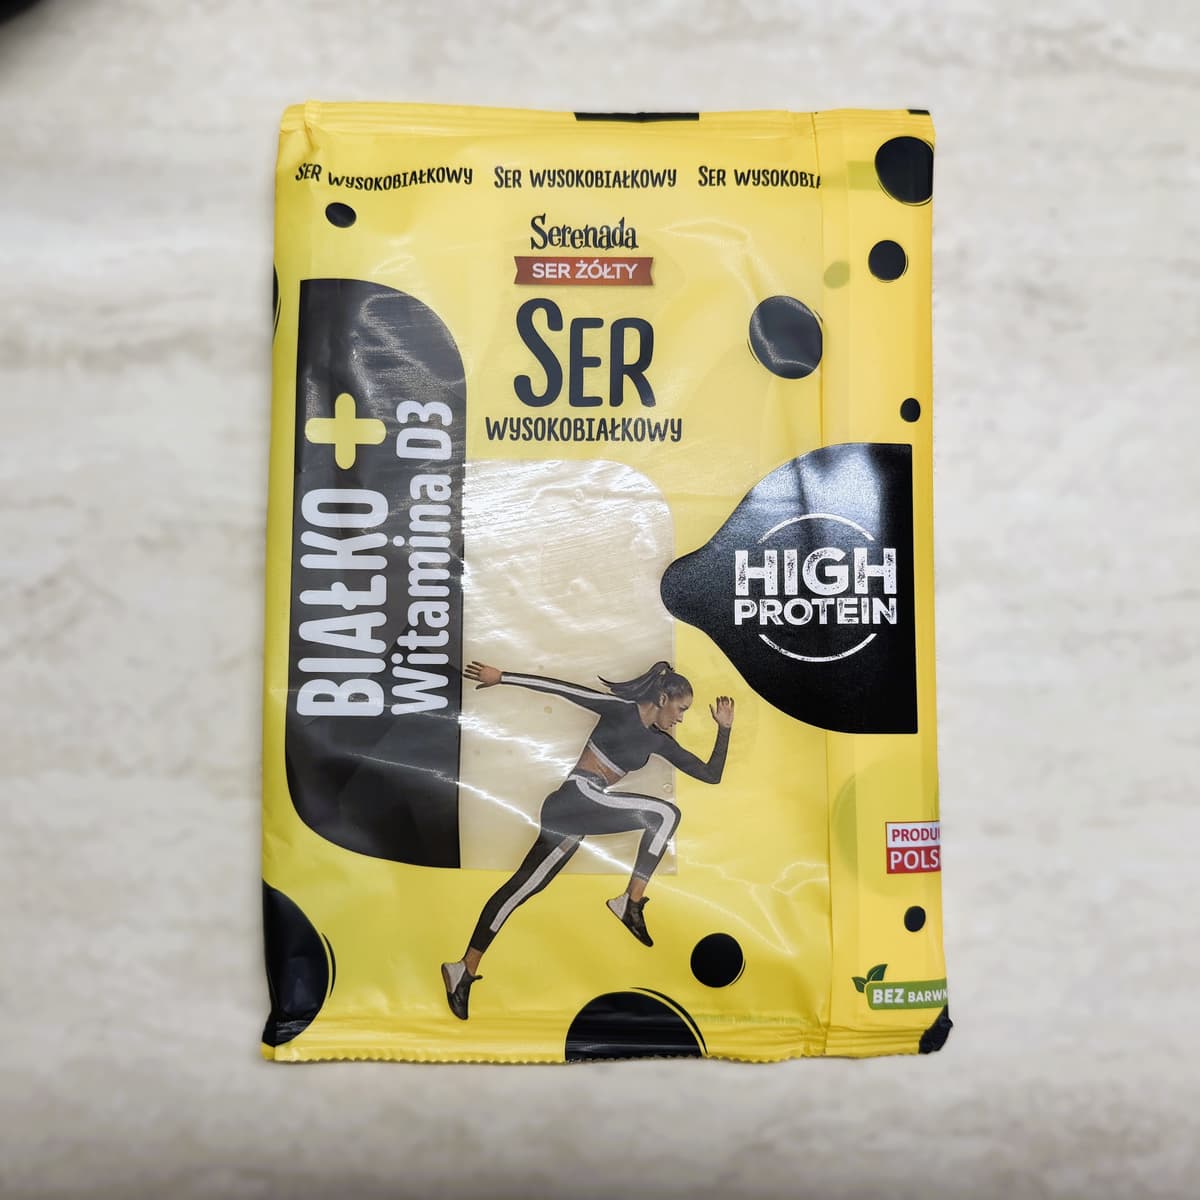 SER WYSOKOBIAŁKOWY SER WYSOKOBIAŁKOWY SER WYSOKOBIA
Serenada
SER ŻÓŁTY
SER
WYSOKOBIAŁKOWY
BIAŁKO +
Witamina D3
HIGH
PROTEIN
PRODU
POLS
BEZ BARW